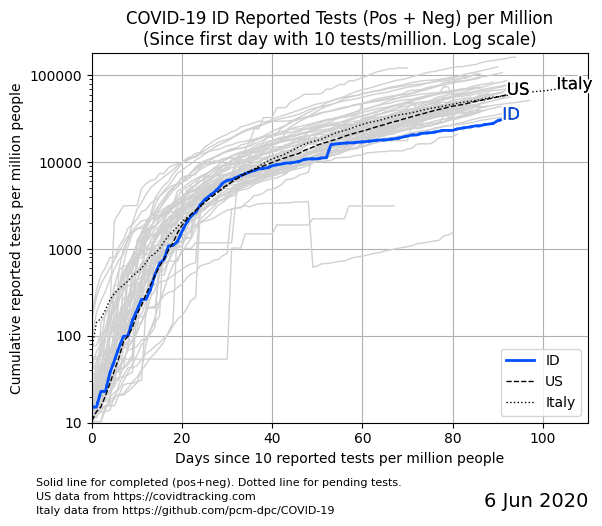 COVID-19 ID Reported Tests (Pos + Neg) per Million
(Since first day with 10 tests/million. Log scale)
Cumulative reported tests per million people
100000
10000
1000
100
10
US
Italy
ID
ID
US
Italy
0
20
40
60
80
100
Days since 10 reported tests per million people
Solid line for completed (pos+neg). Dotted line for pending tests.
US data from https://covidtracking.com
Italy data from https://github.com/pcm-dpc/COVID-19
6 Jun 2020